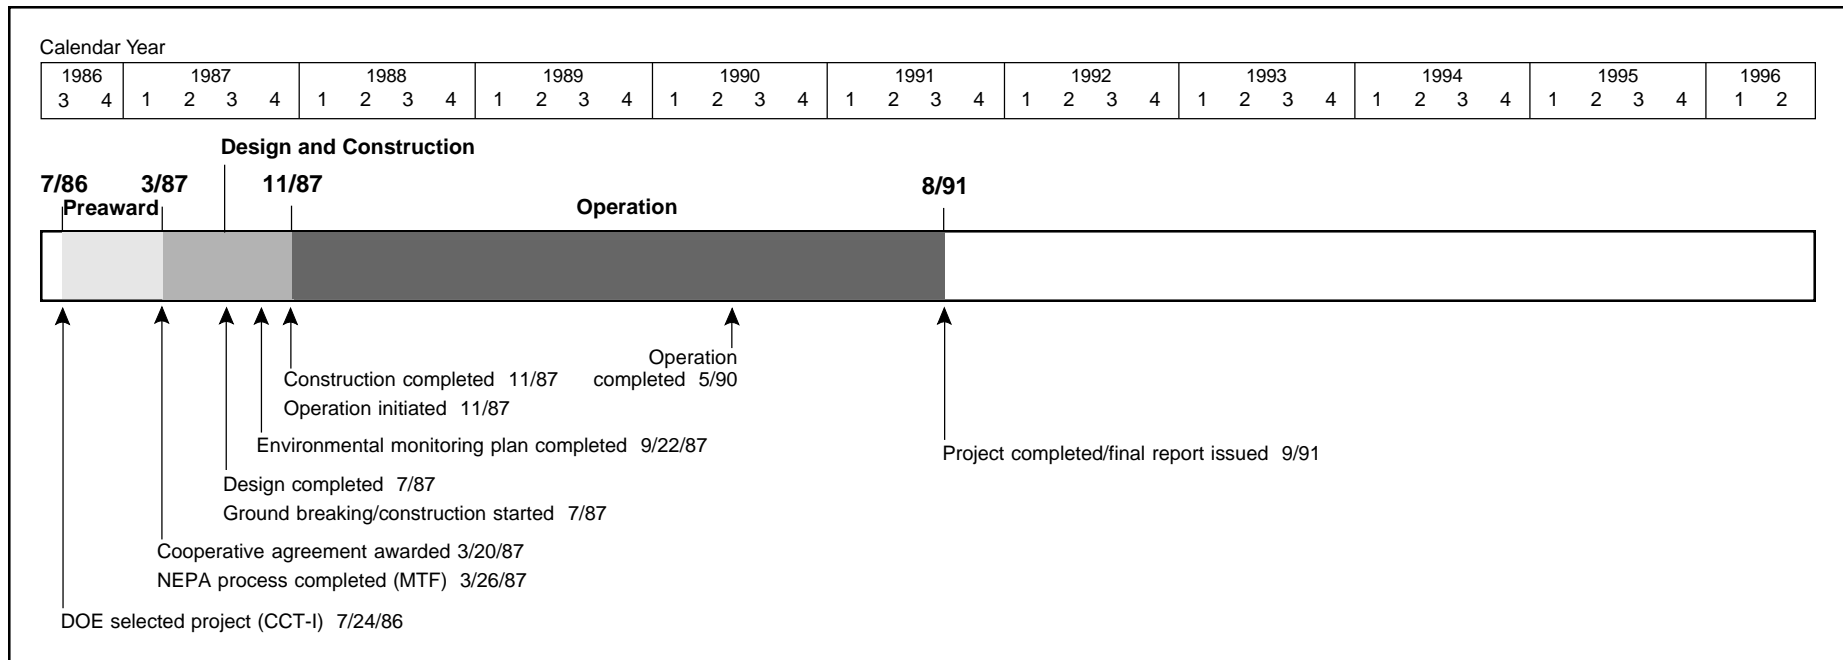 Calendar Year
1986 1987 1988 1989 1990 1991 1992 1993 1994 1995 1996
3 4 1 2 3 4 1 2 3 4 1 2 3 4 1 2 3 4 1 2 3 4 1 2 3 4 1 2 3 4 1 2 3 4 1 2 3 4 1 2
Design and Construction
7/86 3/87 11/87 8/91
Preaward Operation
Operation
completed 5/90
Construction completed 11/87
Operation initiated 11/87
Environmental monitoring plan completed 9/22/87
Project completed/final report issued 9/91
Design completed 7/87
Ground breaking/construction started 7/87
Cooperative agreement awarded 3/20/87
NEPA process completed (MTF) 3/26/87
DOE selected project (CCT-I) 7/24/86